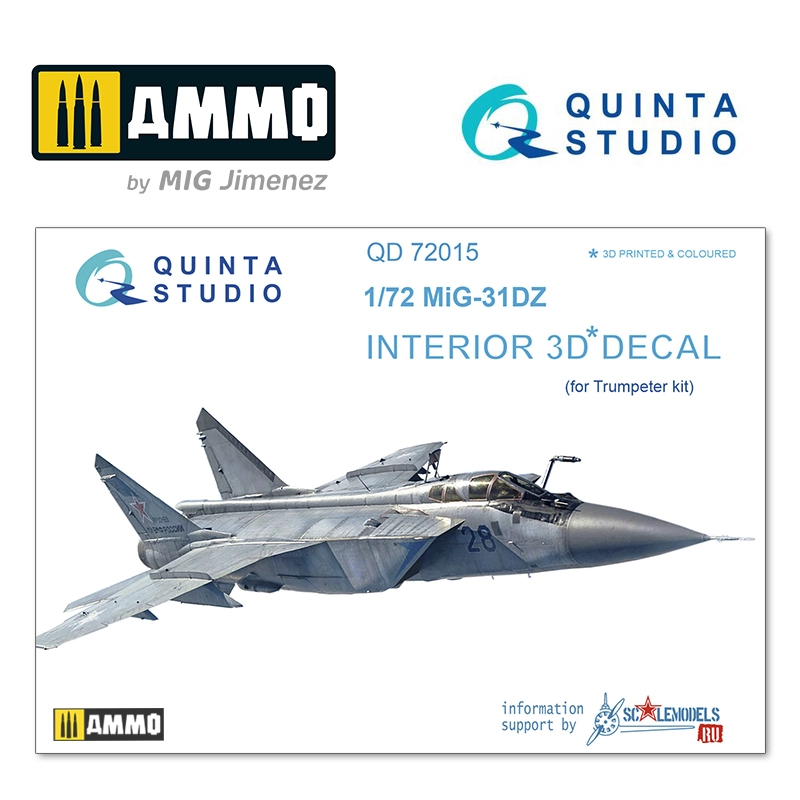 AMMO
by MIG Jimenez
QUINTA
STUDIO
QUINTA
STUDIO
QD 72015
* 3D PRINTED & COLOURED
1/72 MiG-31DZ
INTERIOR 3D* DECAL
(for Trumpeter kit)
28
AMMO
information
support by
SCALEMODELS
.RU